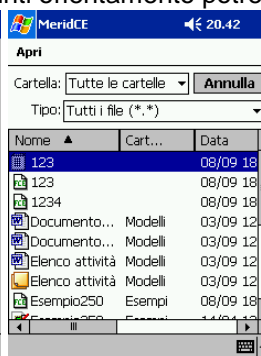 MeridCE 20.42
Apri
Cartella: Tutte le cartelle Annulla
Tipo: Tutti i file (*.*)
Nome Cart... Data
123 08/09 18
123 08/09 18
1234 08/09 18
Documento... Modelli 03/09 12
Documento... Modelli 03/09 12
Elenco attività Modelli 03/09 12
Elenco attività Modelli 03/09 12
Esempio250 Esempi 08/09 18